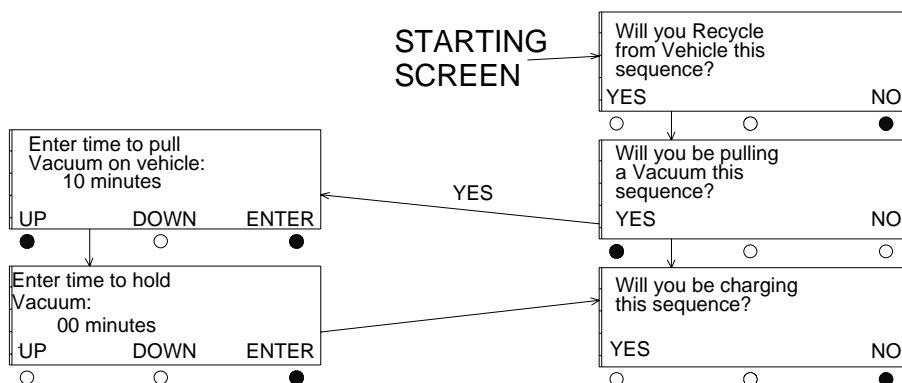 STARTING
SCREEN
Will you Recycle
from Vehicle this
sequence?
YES NO
Will you be pulling
a Vacuum this
sequence?
YES NO
YES
Enter time to pull
Vacuum on vehicle:
10 minutes
UP DOWN ENTER
Enter time to hold
Vacuum:
00 minutes
UP DOWN ENTER
Will you be charging
this sequence?
YES NO